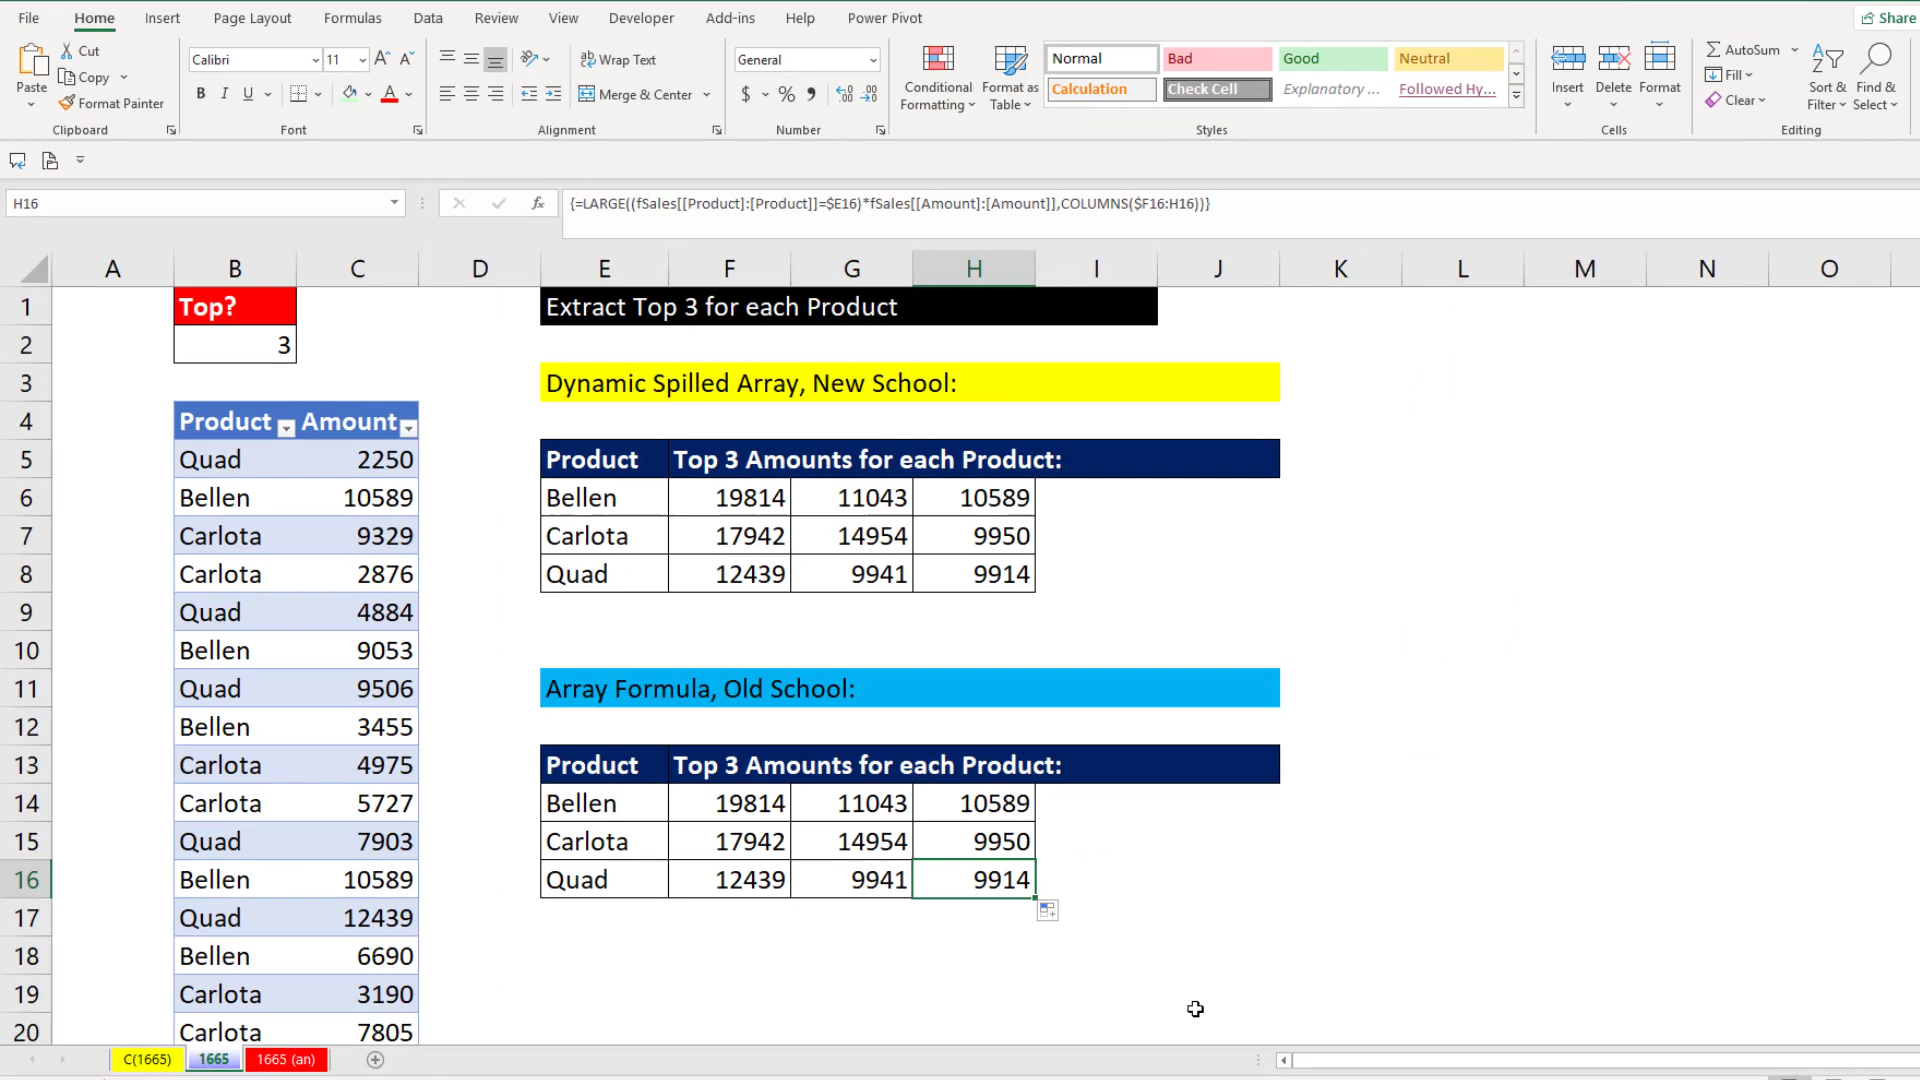 File Home Insert Page Layout Formulas Data Review View Developer Add-ins Help Power Pivot Share
Paste Cut Copy Format Painter Clipboard
Calibri 11 B I U Font
Wrap Text Merge & Center Alignment
General $ % Number
Conditional Formatting Format as Table
Normal Bad Good Neutral
Calculation Check Cell Explanatory ... Followed Hy...
Styles
Insert Delete Format Cells
AutoSum Fill Clear Sort & Filter Find & Select Editing
H16 fx {=LARGE((fSales[[Product]:[Product]]=$E16)*fSales[[Amount]:[Amount]],COLUMNS($F16:H16))}
A B C D E F G H I J K L M N O
1 Top? Extract Top 3 for each Product
2 3
3 Dynamic Spilled Array, New School:
4 Product Amount
5 Quad 2250 Product Top 3 Amounts for each Product:
6 Bellen 10589 Bellen 19814 11043 10589
7 Carlota 9329 Carlota 17942 14954 9950
8 Carlota 2876 Quad 12439 9941 9914
9 Quad 4884
10 Bellen 9053
11 Quad 9506 Array Formula, Old School:
12 Bellen 3455
13 Carlota 4975 Product Top 3 Amounts for each Product:
14 Carlota 5727 Bellen 19814 11043 10589
15 Quad 7903 Carlota 17942 14954 9950
16 Bellen 10589 Quad 12439 9941 9914
17 Quad 12439
18 Bellen 6690
19 Carlota 3190
20 Carlota 7805
C(1665) 1665 1665 (an)